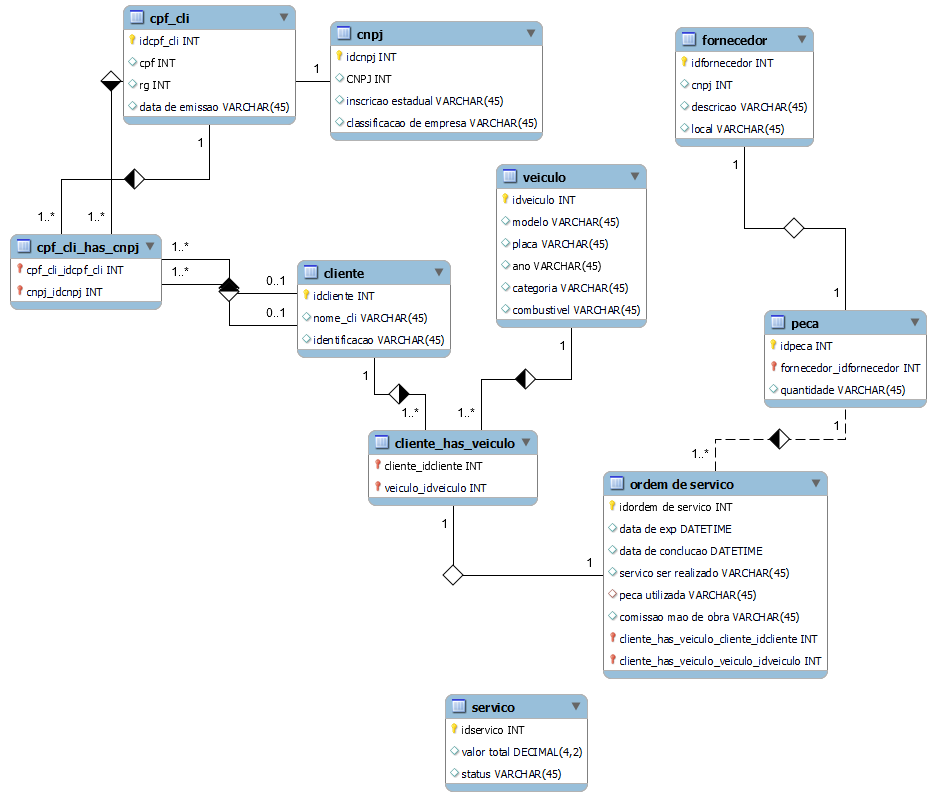 cpf_cli
idcpf_cli INT
cpf INT
rg INT
data de emissao VARCHAR(45)
1
cnpj
idcnpj INT
CNPJ INT
inscricao estadual VARCHAR(45)
classificacao de empresa VARCHAR(45)
fornecedor
idfornecedor INT
cnpj INT
descricao VARCHAR(45)
local VARCHAR(45)
1
1
1..*
1..*
veiculo
idveiculo INT
modelo VARCHAR(45)
placa VARCHAR(45)
ano VARCHAR(45)
categoria VARCHAR(45)
combustivel VARCHAR(45)
cpf_cli_has_cnpj
cpf_cli_idcpf_cli INT
cnpj_idcnpj INT
1..*
1..*
0..1
0..1
cliente
idcliente INT
nome_cli VARCHAR(45)
identificacao VARCHAR(45)
1
peca
idpeca INT
fornecedor_idfornecedor INT
quantidade VARCHAR(45)
1
1
1..*
1..*
cliente_has_veiculo
cliente_idcliente INT
veiculo_idveiculo INT
1
1..*
1
1
ordem de servico
idordem de servico INT
data de exp DATETIME
data de conclucao DATETIME
servico ser realizado VARCHAR(45)
peca utilizada VARCHAR(45)
comissao mao de obra VARCHAR(45)
cliente_has_veiculo_cliente_idcliente INT
cliente_has_veiculo_veiculo_idveiculo INT
servico
idservico INT
valor total DECIMAL(4,2)
status VARCHAR(45)